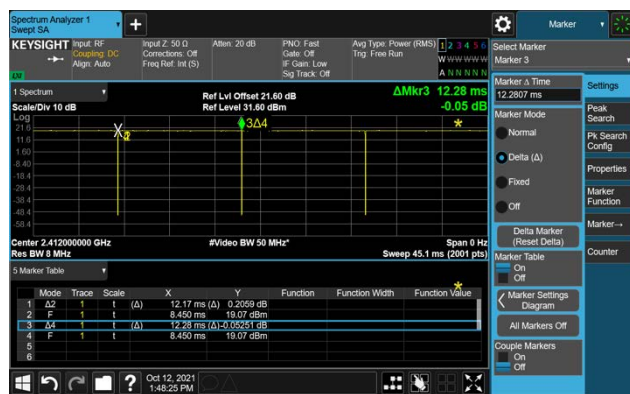 Spectrum Analyzer 1
Swept SA
+
Marker
KEYSIGHT
Input: RF
Coupling: DC
Align: Auto
Input Z: 50 Ω
Corrections: Off
Freq Ref: Int (S)
Atten: 20 dB
PNO: Fast
Gate: Off
IF Gain: Low
Sig Track: Off
Avg Type: Power (RMS)
Trig: Free Run
1 2 3 4 5 6
W W W W W W
A N N N N N
LXI
Select Marker
Marker 3
1 Spectrum
Scale/Div 10 dB
Log
Ref Lvl Offset 21.60 dB
Ref Level 31.60 dBm
ΔMkr3 12.28 ms
-0.05 dB
21.6
11.6
1.60
-8.40
-18.4
-28.4
-38.4
-48.4
-58.4
3Δ4
Center 2.412000000 GHz
Res BW 8 MHz
#Video BW 50 MHz*
Span 0 Hz
Sweep 45.1 ms (2001 pts)
5 Marker Table
Mode Trace Scale X Y Function Function Width Function Value
1 Δ2 1 t (Δ) 12.17 ms (Δ) 0.2059 dB
2 F 1 t 8.450 ms 19.07 dBm
3 Δ4 1 t (Δ) 12.28 ms (Δ) -0.05251 dB
4 F 1 t 8.450 ms 19.07 dBm
5
6
Marker Δ Time
12.2807 ms
Marker Mode
Normal
Delta (Δ)
Fixed
Off
Delta Marker
(Reset Delta)
Marker Table
On
Off
Marker Settings
Diagram
All Markers Off
Couple Markers
On
Off
Settings
Peak
Search
Pk Search
Config
Properties
Marker
Function
Marker→
Counter
?
Oct 12, 2021
1:48:25 PM